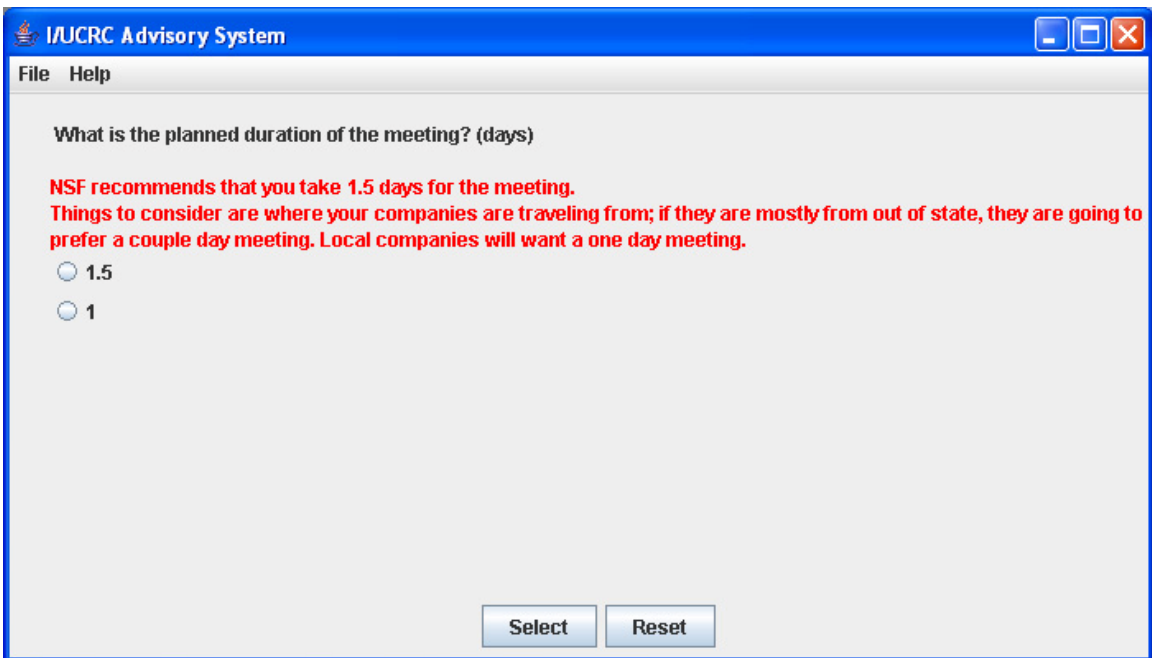 I/UCRC Advisory System
File Help
What is the planned duration of the meeting? (days)
NSF recommends that you take 1.5 days for the meeting.
Things to consider are where your companies are traveling from; if they are mostly from out of state, they are going to
prefer a couple day meeting. Local companies will want a one day meeting.
1.5
1
Select Reset